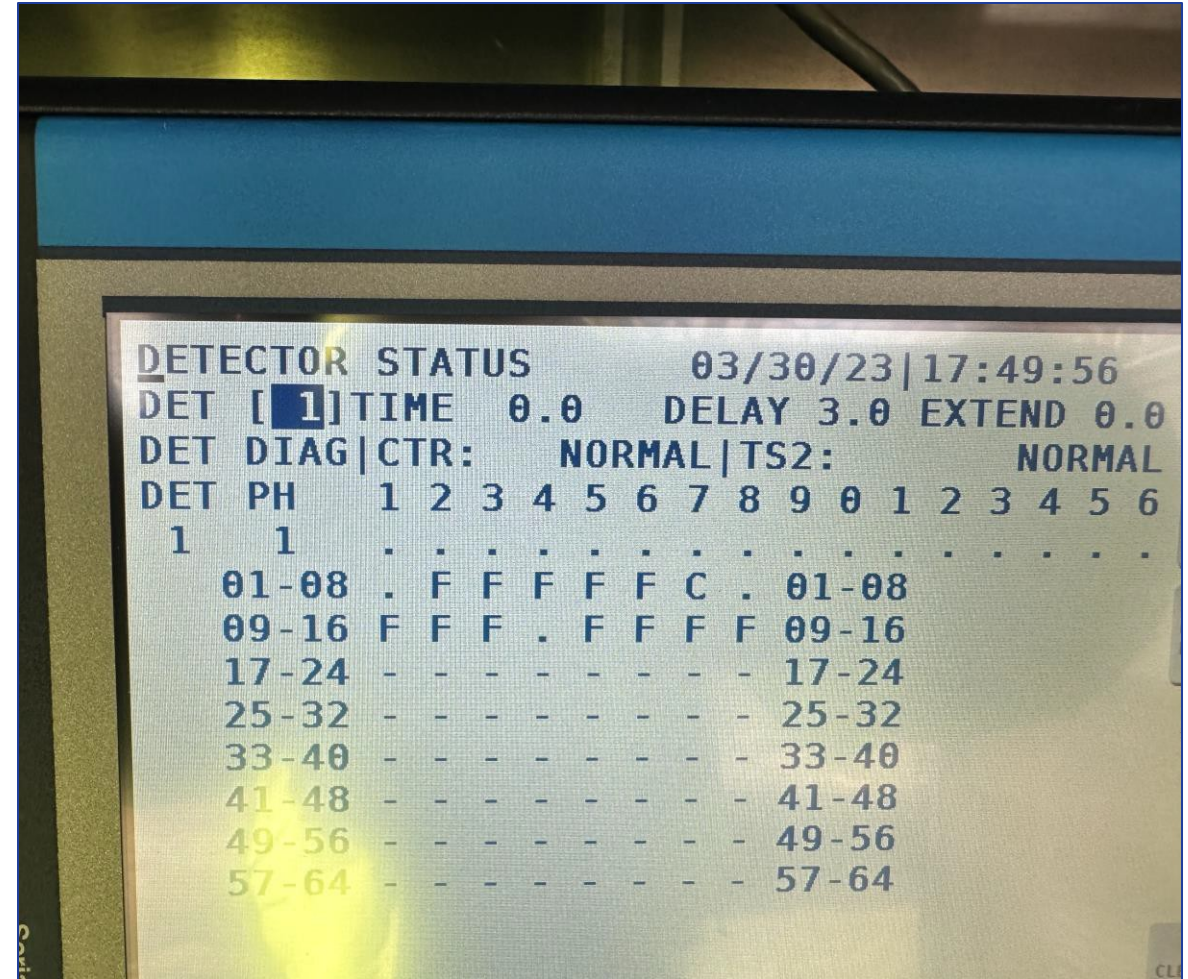 DETECTOR STATUS 03/30/23|17:49:56
DET [ 1]TIME 0.0 DELAY 3.0 EXTEND 0.0
DET DIAG|CTR: NORMAL|TS2: NORMAL
DET PH 1 2 3 4 5 6 7 8 9 0 1 2 3 4 5 6
1 1 . . . . . . . . . . . . . . . .
01-08 . F F F F F C . 01-08
09-16 F F F . F F F F 09-16
17-24 - - - - - - - - 17-24
25-32 - - - - - - - - 25-32
33-40 - - - - - - - - 33-40
41-48 - - - - - - - - 41-48
49-56 - - - - - - - - 49-56
57-64 - - - - - - - - 57-64